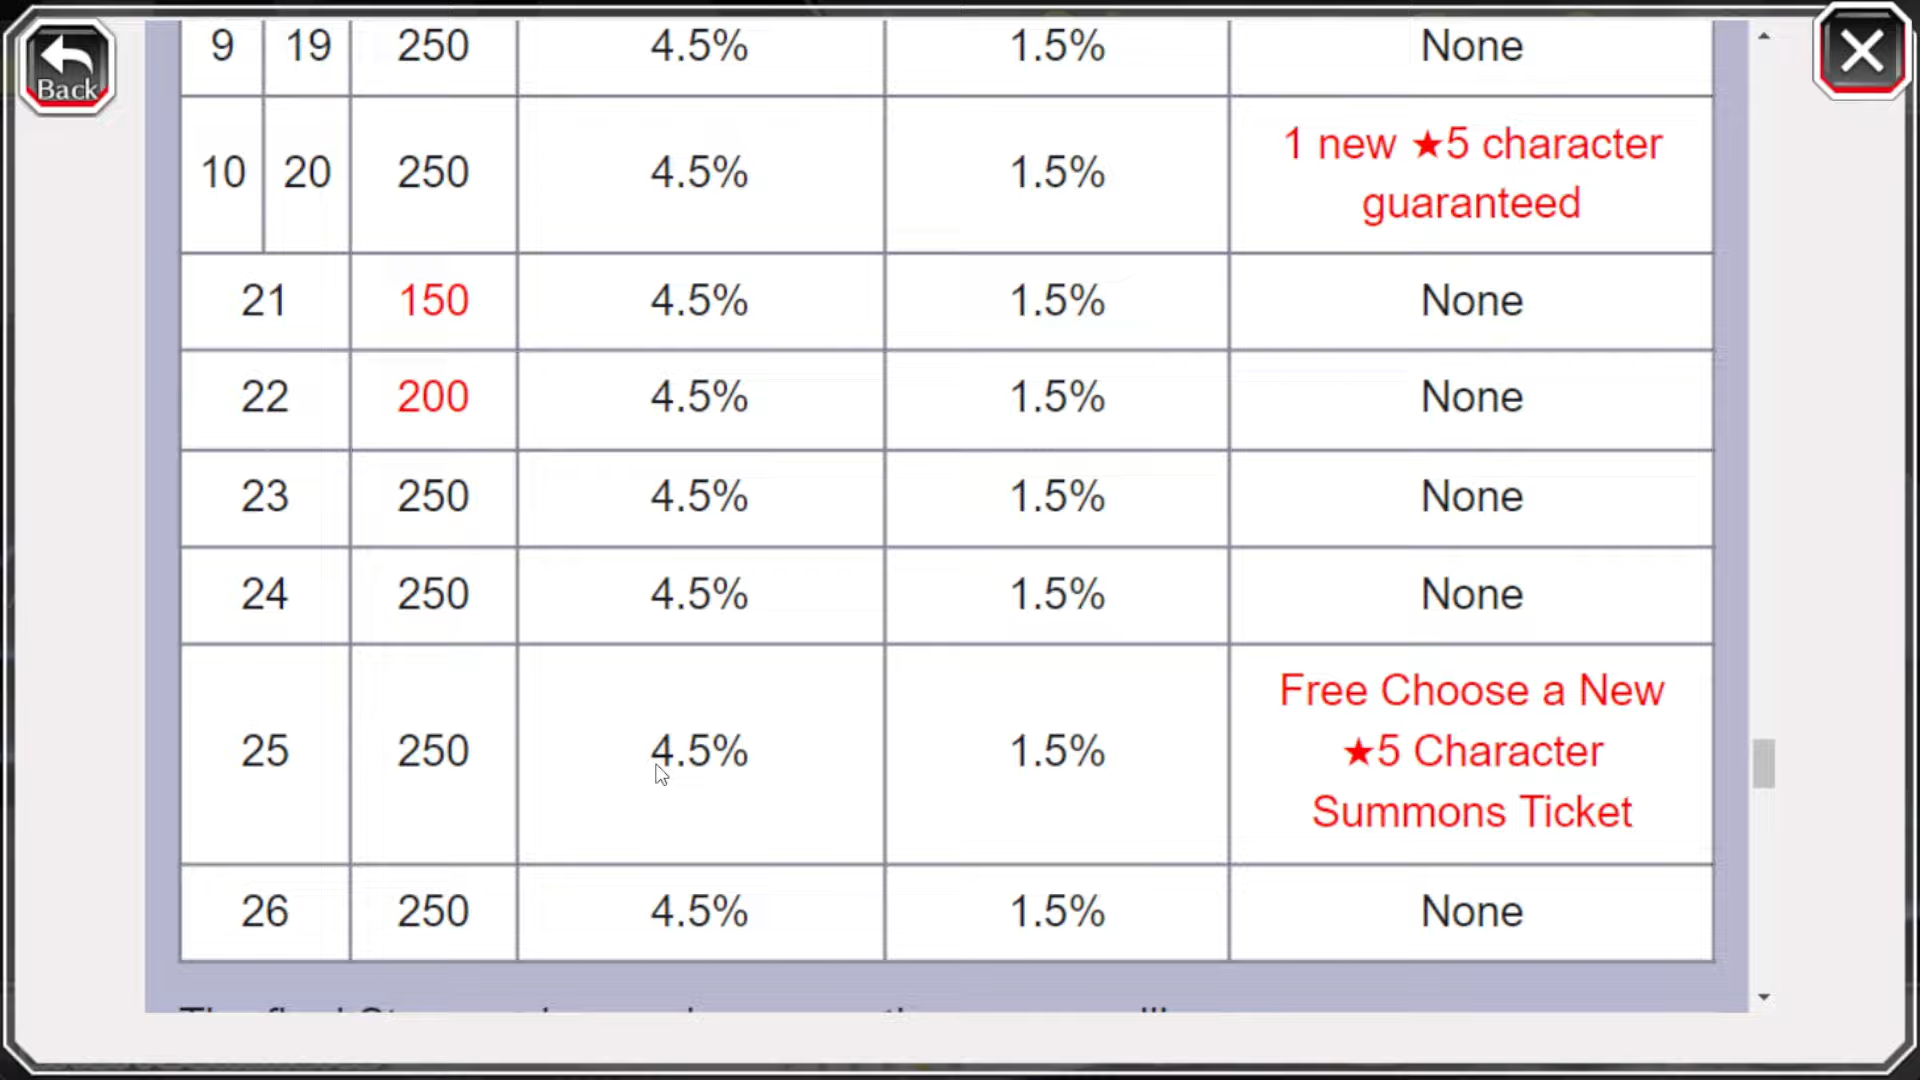 Back
9 19 250 4.5% 1.5% None
10 20 250 4.5% 1.5% 1 new ★5 character
guaranteed
21 150 4.5% 1.5% None
22 200 4.5% 1.5% None
23 250 4.5% 1.5% None
24 250 4.5% 1.5% None
25 250 4.5% 1.5% Free Choose a New
★5 Character
Summons Ticket
26 250 4.5% 1.5% None